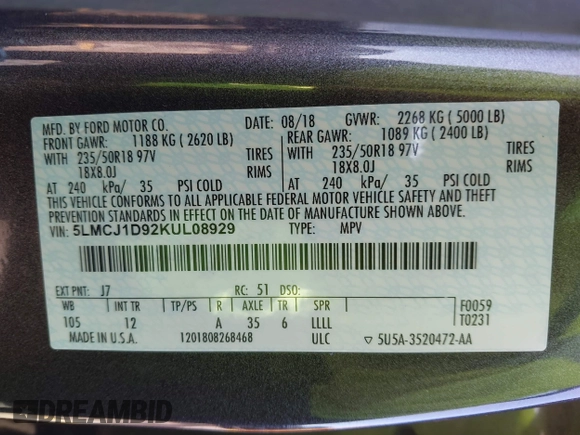 MFD. BY FORD MOTOR CO.
DATE: 08/18 GVWR: 2268 KG ( 5000 LB)
FRONT GAWR: 1188 KG ( 2620 LB) REAR GAWR: 1089 KG ( 2400 LB)
WITH 235/50R18 97V TIRES WITH 235/50R18 97V TIRES
18X8.0J RIMS 18X8.0J RIMS
AT 240 kPa/ 35 PSI COLD AT 240 kPa/ 35 PSI COLD
THIS VEHICLE CONFORMS TO ALL APPLICABLE FEDERAL MOTOR VEHICLE SAFETY AND THEFT
PREVENTION STANDARDS IN EFFECT ON THE DATE OF MANUFACTURE SHOWN ABOVE.
VIN: 5LMCJ1D92KUL08929 TYPE: MPV
EXT PNT: J7 RC: 51 DSO:
WB INT TR TP/PS R AXLE TR SPR F0059
105 12 A 35 6 LLLL T0231
MADE IN U.S.A. 1201808268468 ULC ▽ 5U5A-3520472-AA
DREAMBID